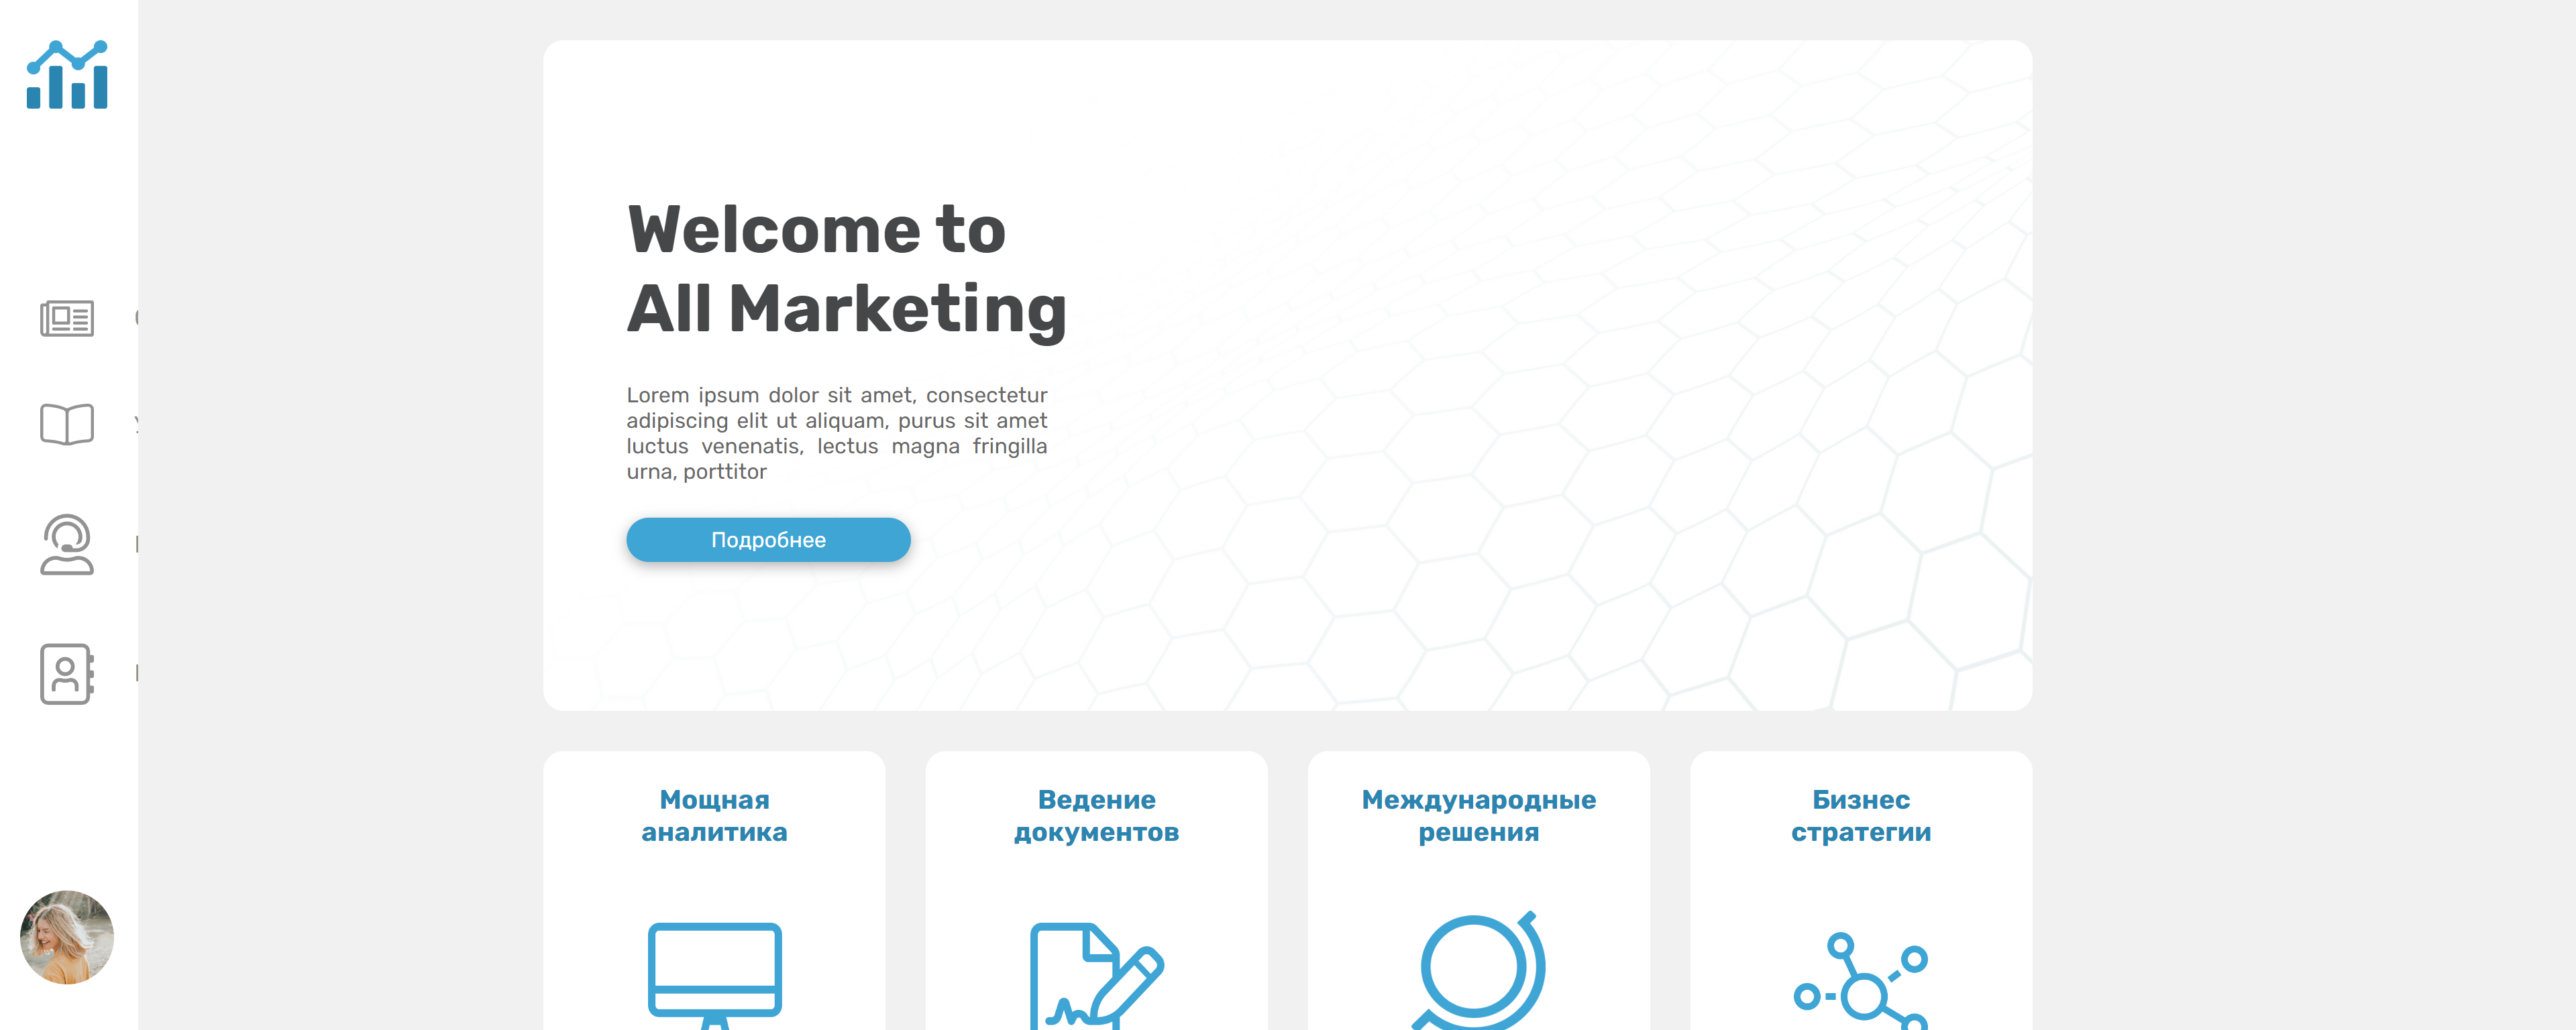 Welcome to
All Marketing
Lorem ipsum dolor sit amet, consectetur
adipiscing elit ut aliquam, purus sit amet
luctus venenatis, lectus magna fringilla
urna, porttitor
Подробнее
Мощная
аналитика
Ведение
документов
Международные
решения
Бизнес
стратегии